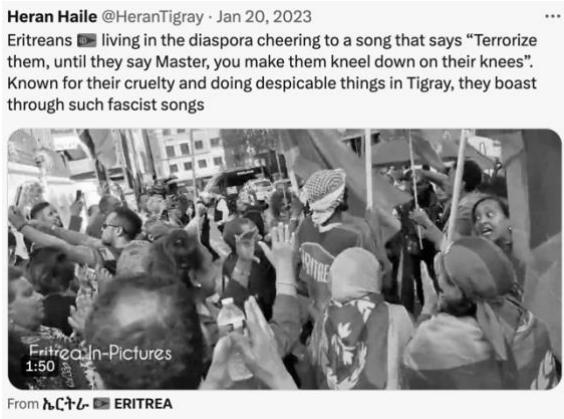 Heran Haile @HeranTigray · Jan 20, 2023
Eritreans 🇪🇷 living in the diaspora cheering to a song that says “Terrorize
them, until they say Master, you make them kneel down on their knees”.
Known for their cruelty and doing despicable things in Tigray, they boast
through such fascist songs
Eritrea-In-Pictures
1:50
From ኤርትራ 🇪🇷 ERITREA